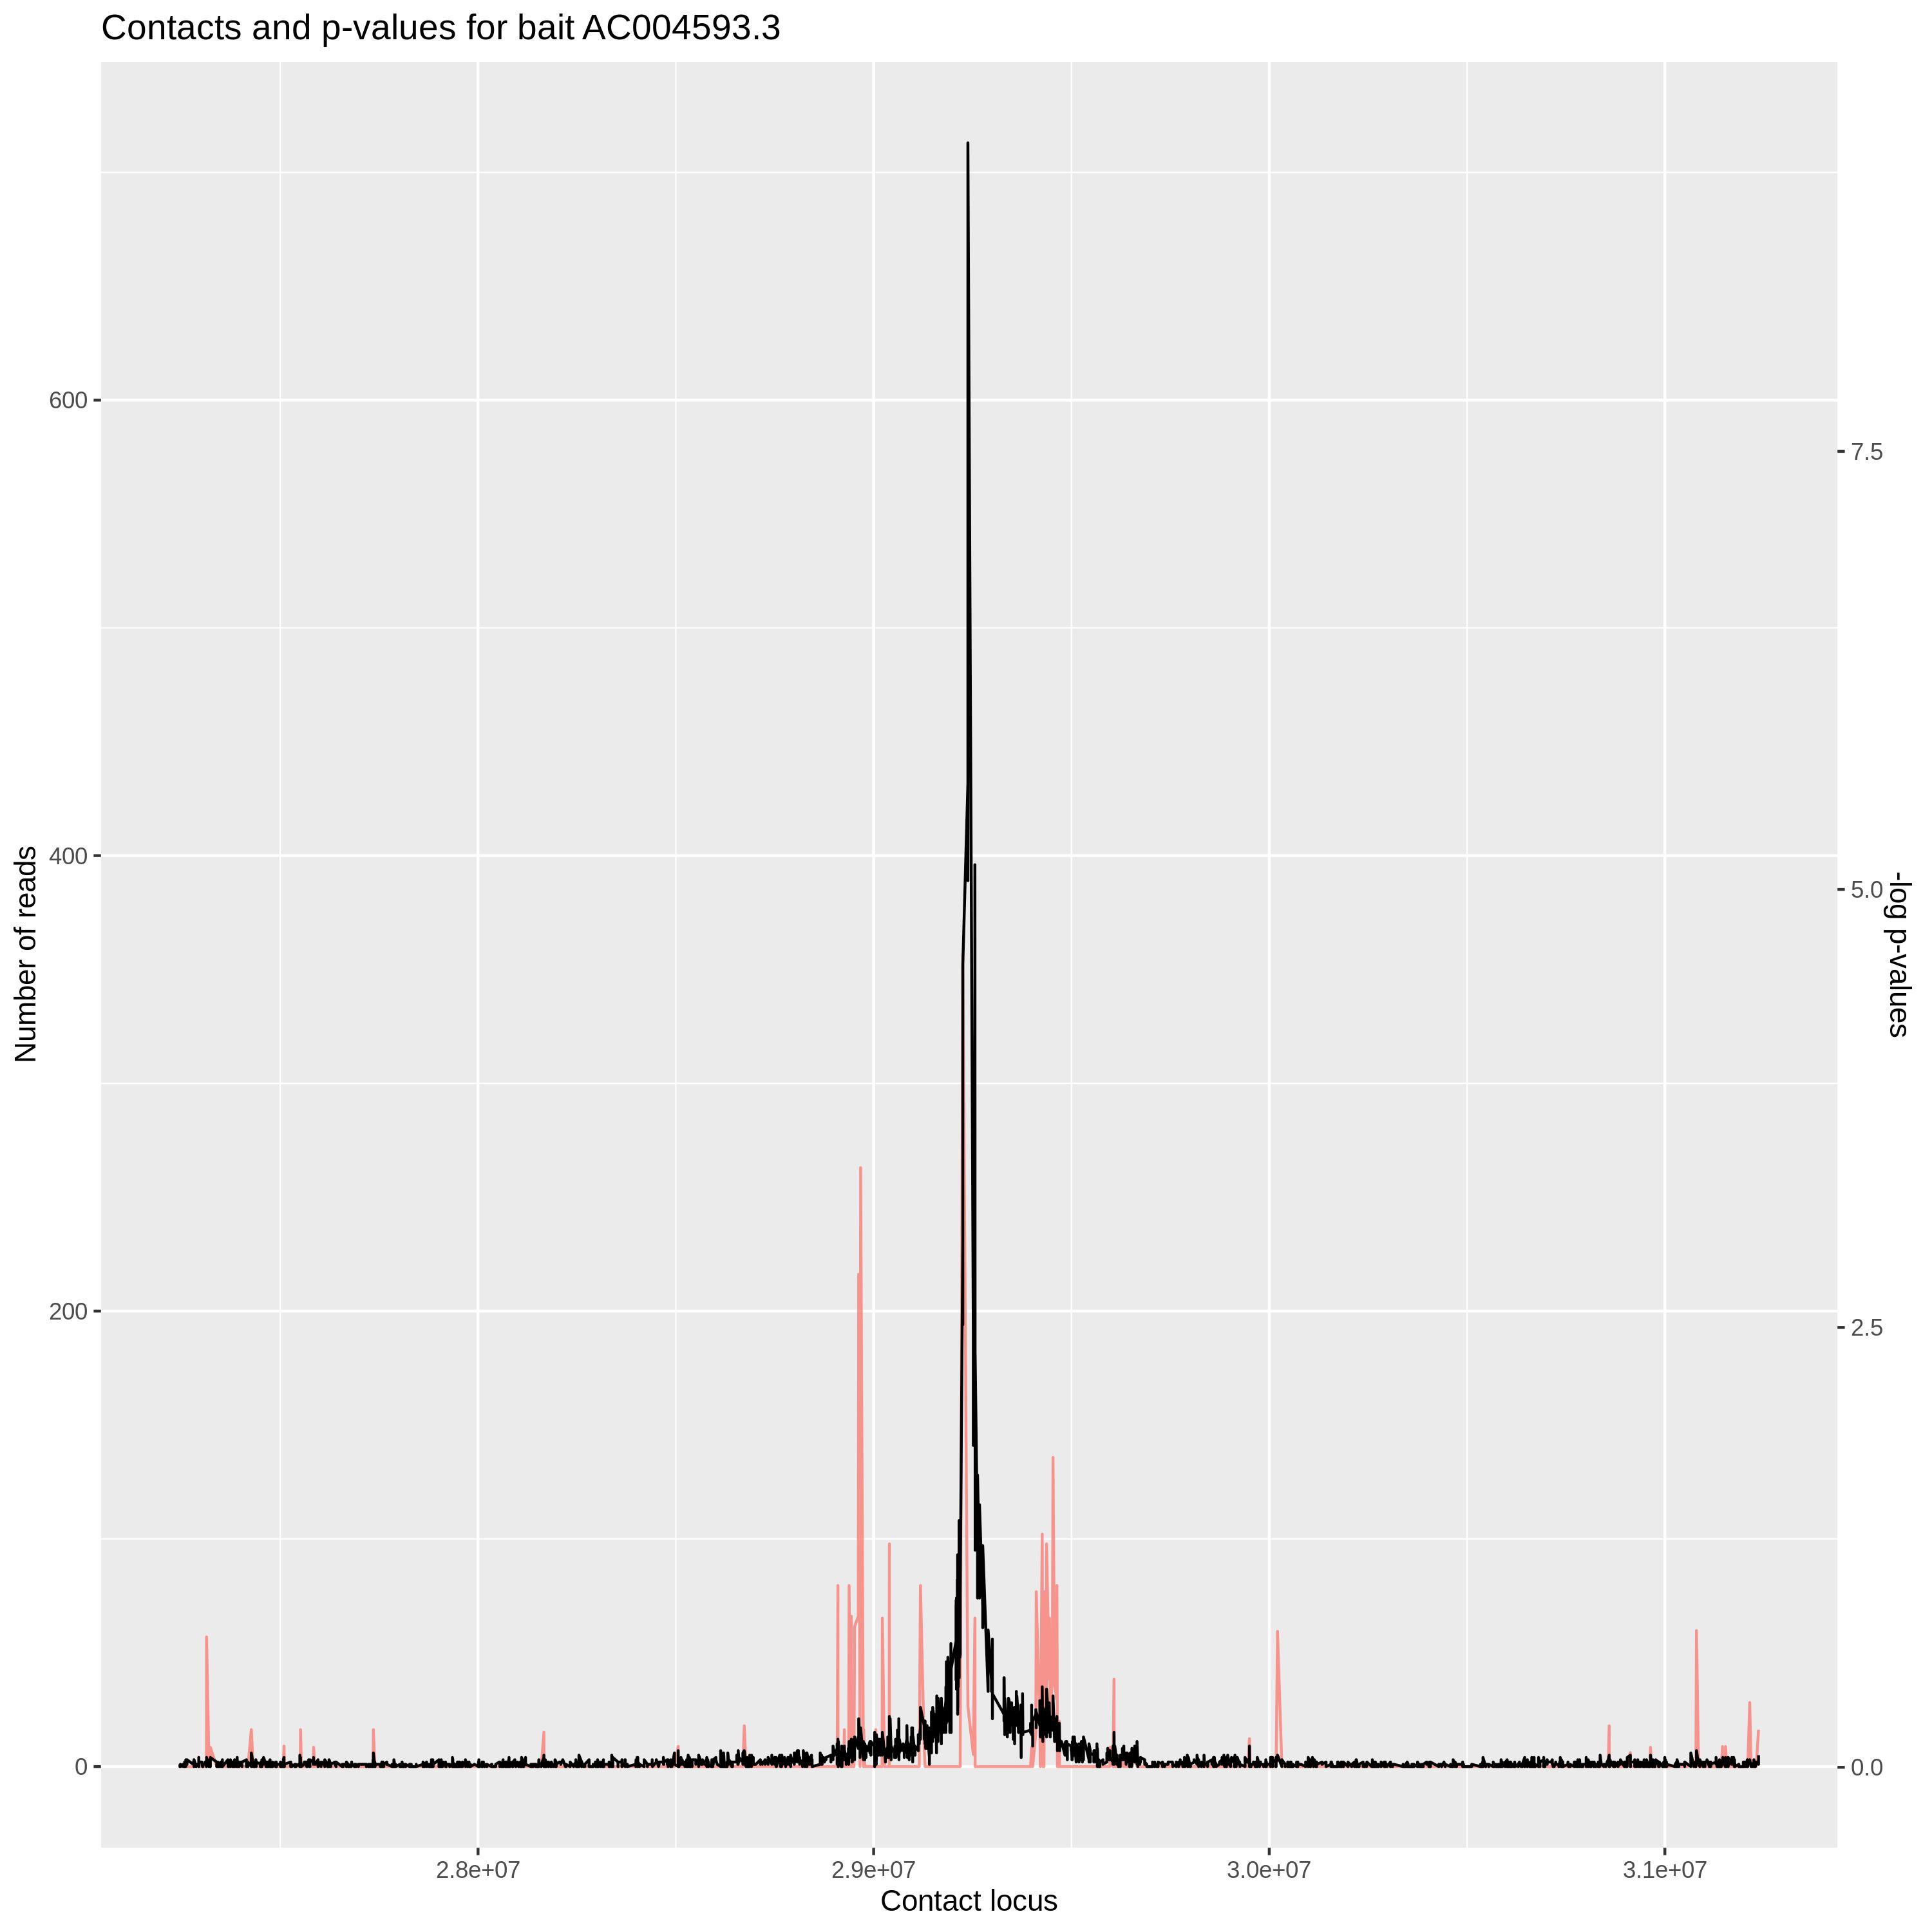 Contacts and p-values for bait AC004593.3
600
400
200
0
Number of reads
7.5
5.0
2.5
0.0
-log p-values
2.8e+07 2.9e+07 3.0e+07 3.1e+07
Contact locus